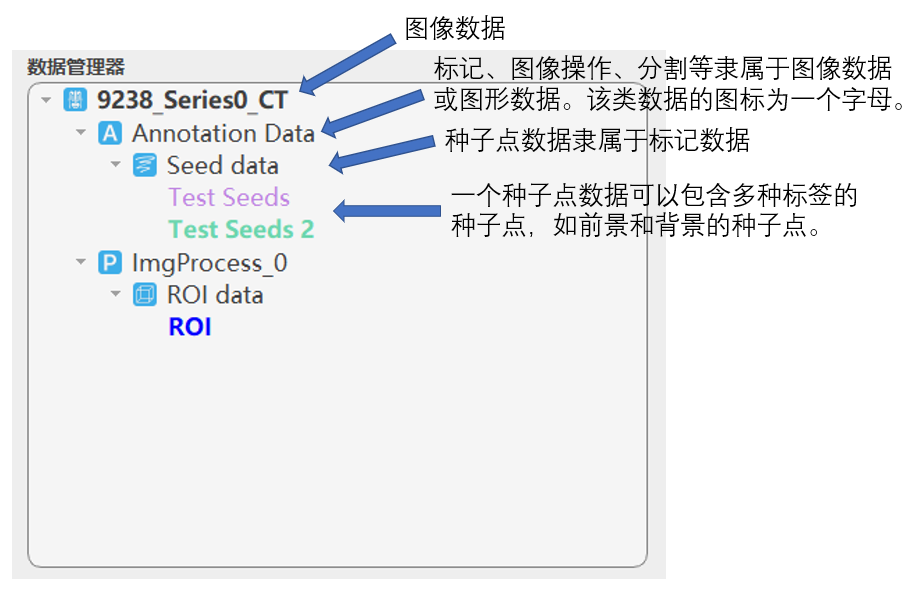 图像数据
数据管理器
标记、图像操作、分割等隶属于图像数据
9238_Series0_CT
或图形数据。该类数据的图标为一个字母。
A Annotation Data
种子点数据隶属于标记数据
Seed data
一个种子点数据可以包含多种标签的
Test Seeds
种子点，如前景和背景的种子点。
Test Seeds 2
P ImgProcess_0
ROI data
ROI